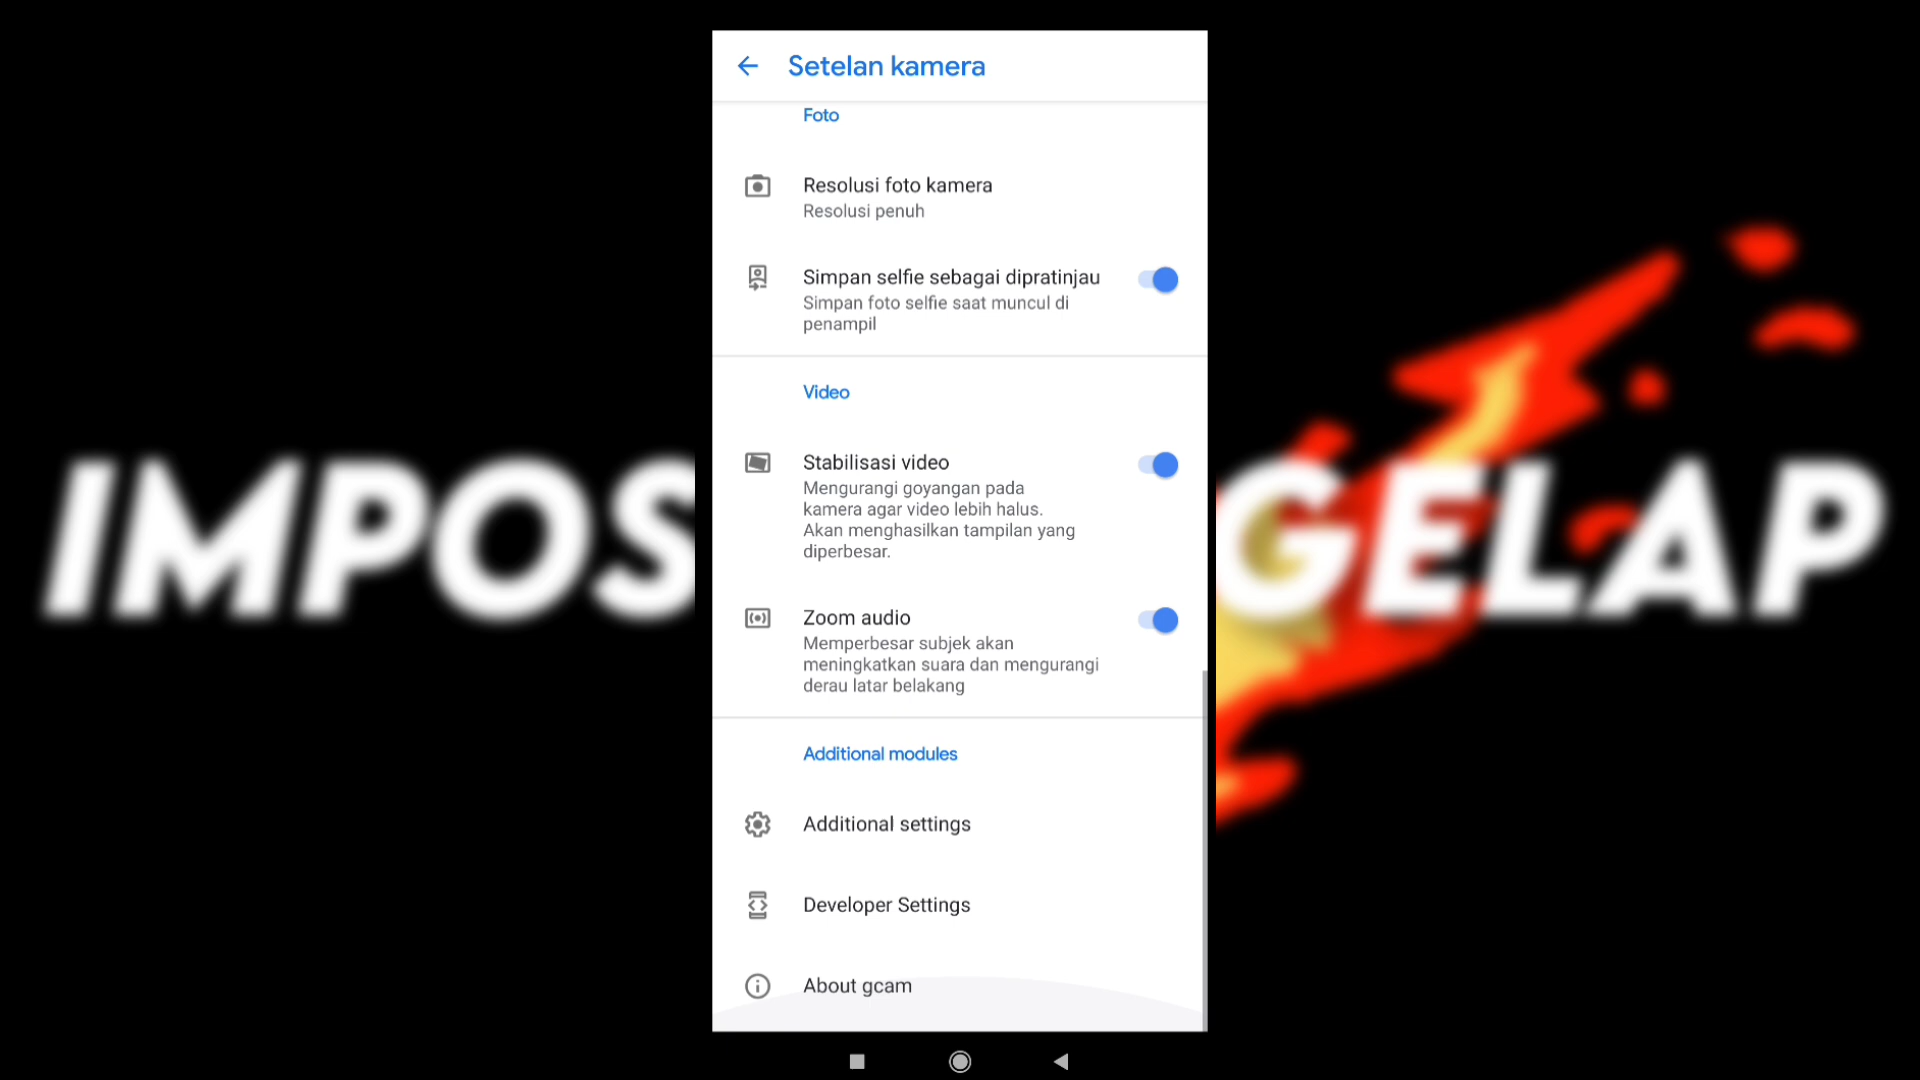 Setelan kamera
Foto
Resolusi foto kamera
Resolusi penuh
Simpan selfie sebagai dipratinjau
Simpan foto selfie saat muncul di
penampil
Video
Stabilisasi video
Mengurangi goyangan pada
kamera agar video lebih halus.
Akan menghasilkan tampilan yang
diperbesar.
Zoom audio
Memperbesar subjek akan
meningkatkan suara dan mengurangi
derau latar belakang
Additional modules
Additional settings
Developer Settings
About gcam
IMPOS GELAP